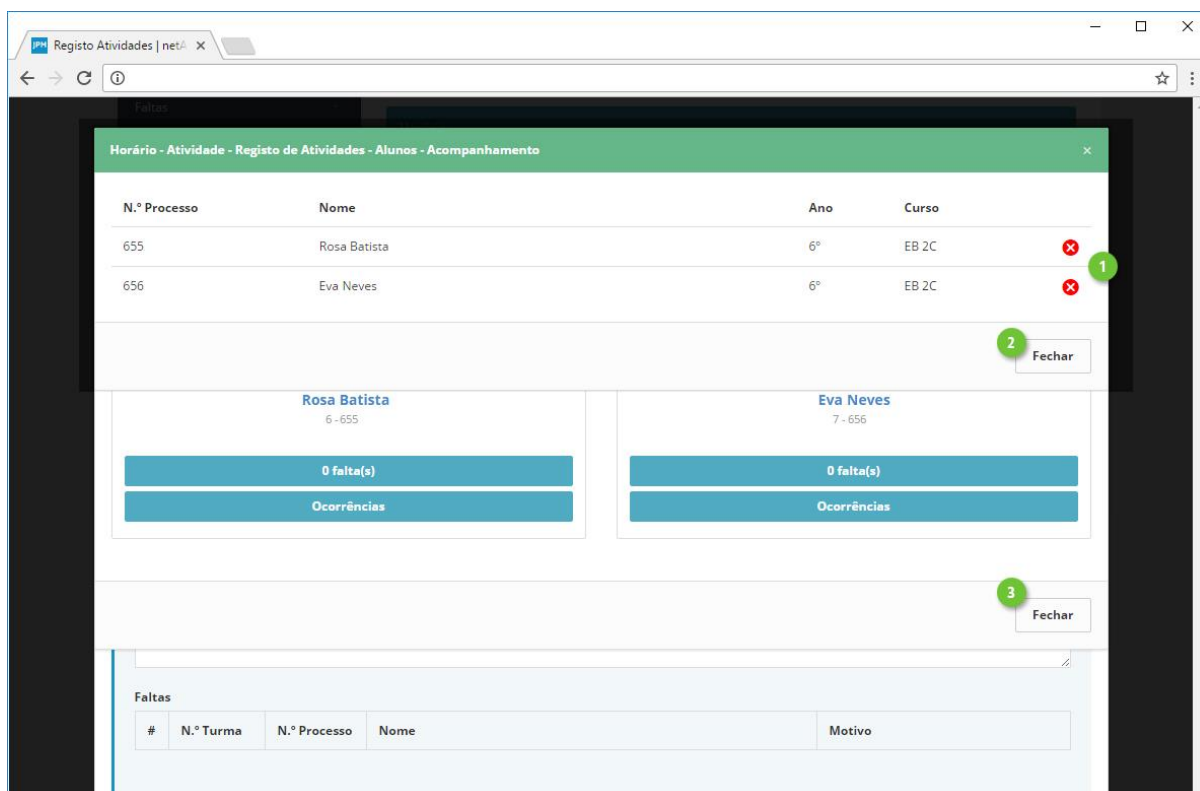 JPM Registo Atividades | netA
Faltas
Horário - Atividade - Registo de Atividades - Alunos - Acompanhamento ×
N.º Processo Nome Ano Curso
655 Rosa Batista 6º EB 2C
1
656 Eva Neves 6º EB 2C
2
Fechar
Rosa Batista Eva Neves
6 - 655 7 - 656
0 falta(s) 0 falta(s)
Ocorrências Ocorrências
3
Fechar
Faltas
# N.º Turma N.º Processo Nome Motivo